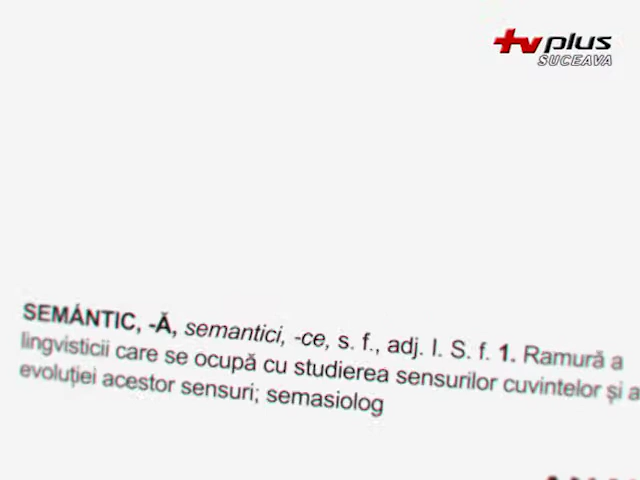 tvplus
SUCEAVA
SEMÁNTIC, -Ă, semantici, -ce, s. f., adj. I. S. f. 1. Ramură a
lingvisticii care se ocupă cu studierea sensurilor cuvintelor și a
evoluției acestor sensuri; semasiolog